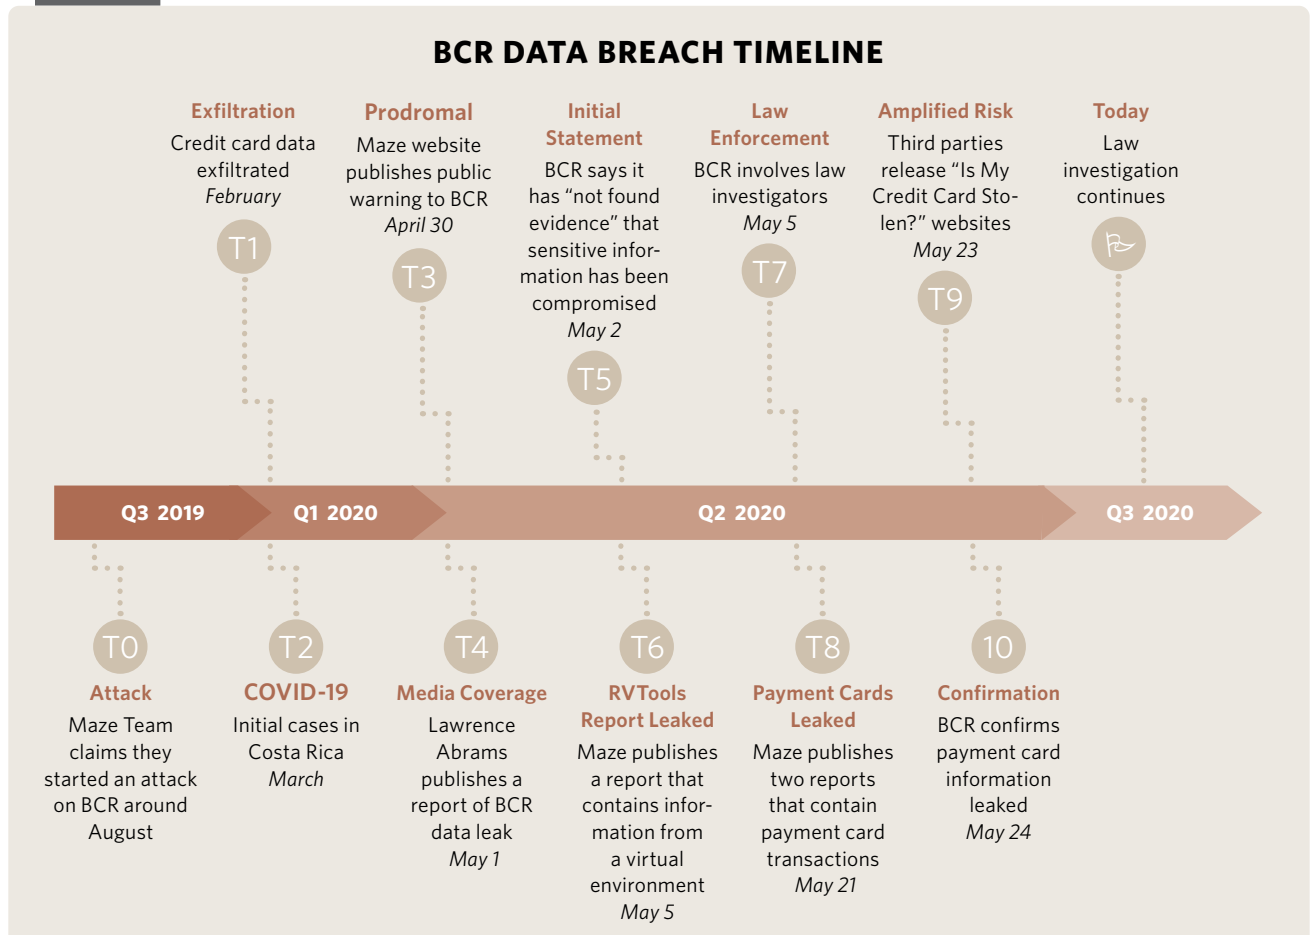 BCR DATA BREACH TIMELINE
Exfiltration
Credit card data
exfiltrated
February
T1
Prodromal
Maze website
publishes public
warning to BCR
April 30
T3
Initial
Statement
BCR says it
has “not found
evidence” that
sensitive infor-
mation has been
compromised
May 2
T5
Law
Enforcement
BCR involves law
investigators
May 5
T7
Amplified Risk
Third parties
release “Is My
Credit Card Sto-
len?” websites
May 23
T9
Today
Law
investigation
continues
Q3 2019
Q1 2020
Q2 2020
Q3 2020
T0
Attack
Maze Team
claims they
started an attack
on BCR around
August
T2
COVID-19
Initial cases in
Costa Rica
March
T4
Media Coverage
Lawrence
Abrams
publishes a
report of BCR
data leak
May 1
T6
RVTools
Report Leaked
Maze publishes
a report that
contains infor-
mation from
a virtual
environment
May 5
T8
Payment Cards
Leaked
Maze publishes
two reports
that contain
payment card
transactions
May 21
10
Confirmation
BCR confirms
payment card
information
leaked
May 24